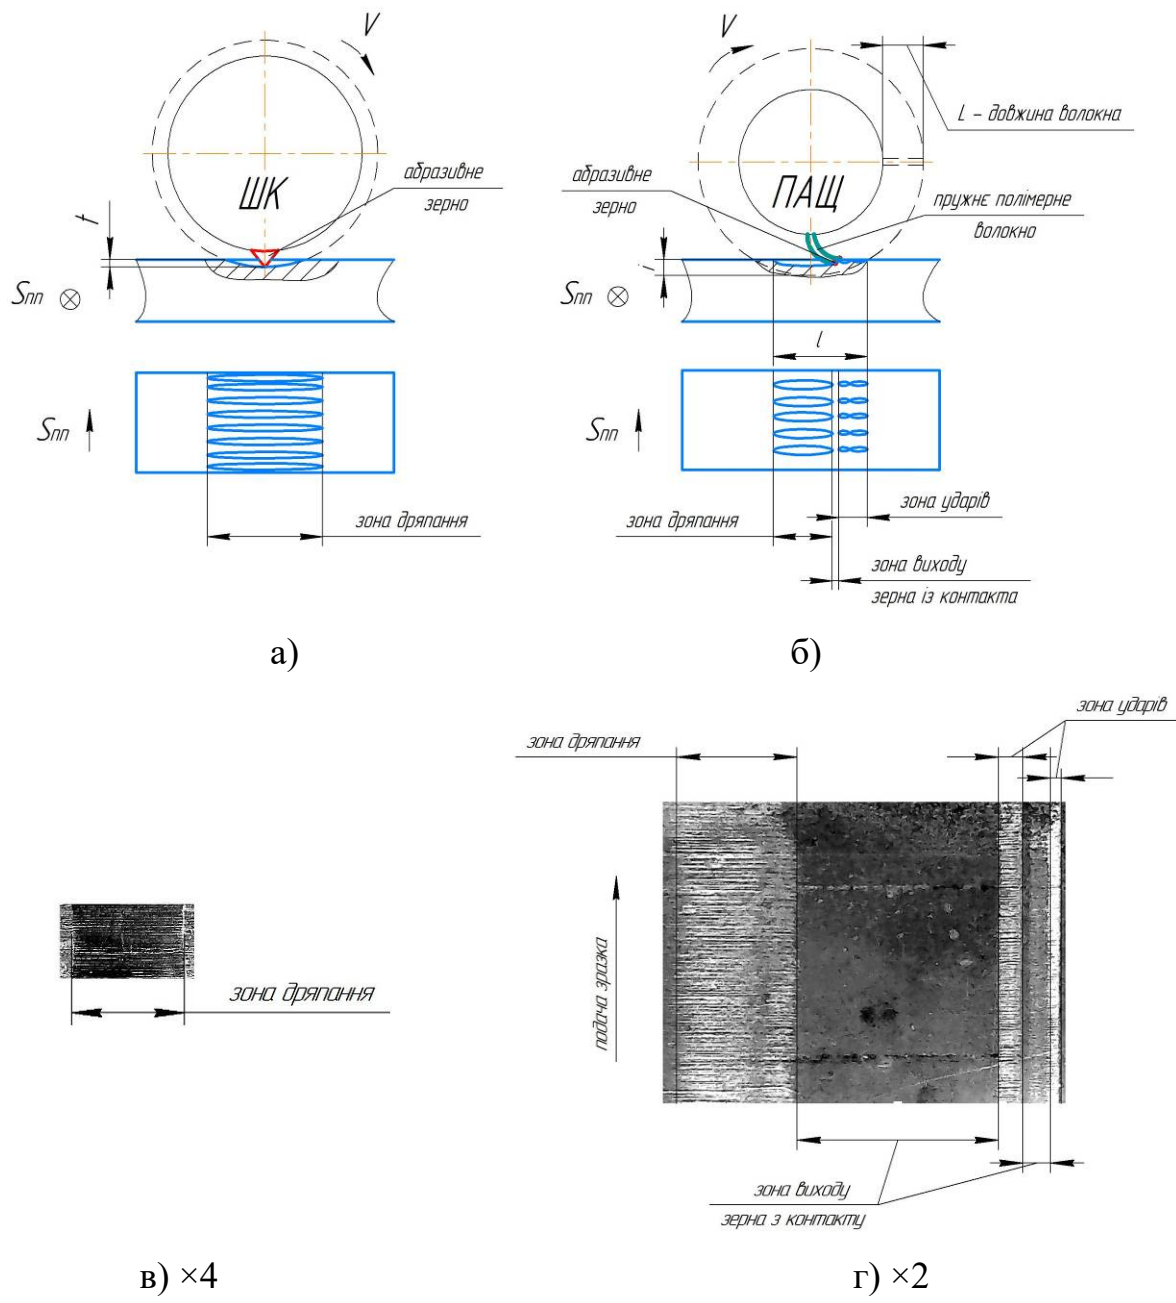 V
ШК
абразивне
зерно
t
Sпп
Sпп
зона дряпання
а)
V
L – довжина волокна
ПАЩ
абразивне
зерно
пружнє полімерне
волокно
i
Sпп
l
Sпп
зона ударів
зона дряпання
зона виходу
зерна із контакта
б)
зона дряпання
в) ×4
зона ударів
зона дряпання
подача зразка
зона виходу
зерна з контакту
г) ×2